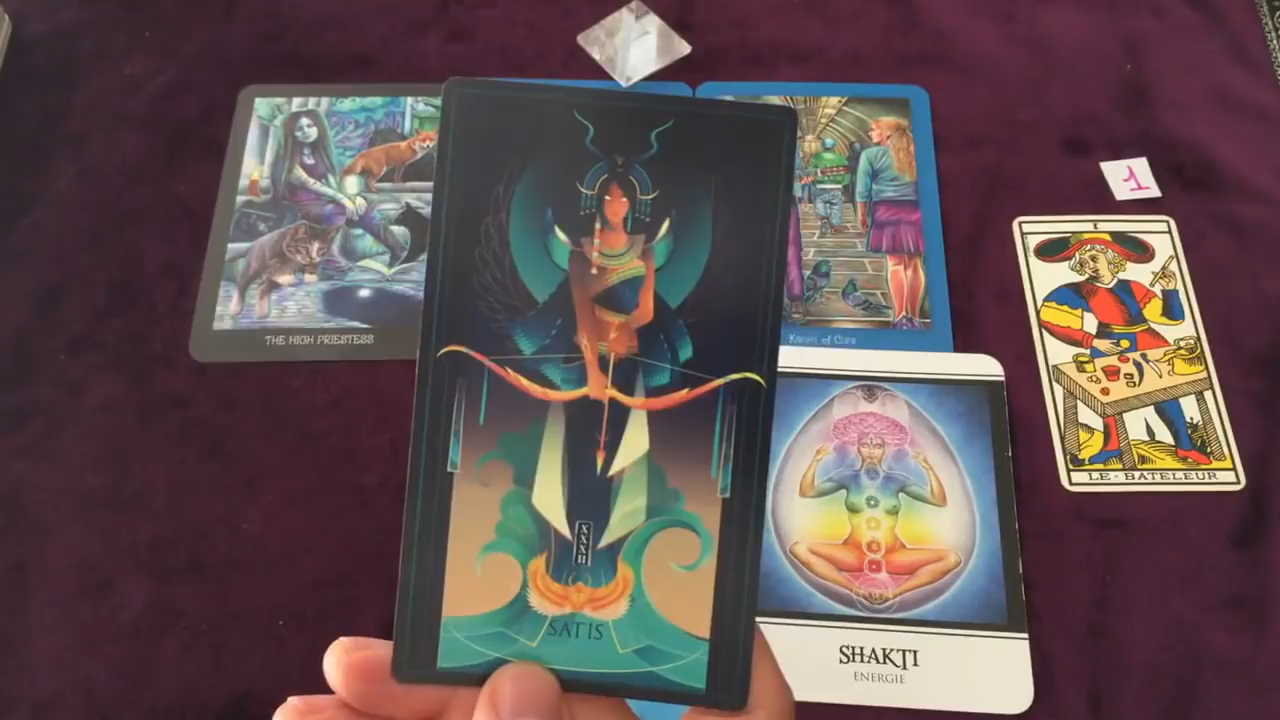 THE HIGH PRIESTESS
Knight of Cups
1
I
LE·BATELEUR
XXXII
SATIS
SHAKTI
ENERGIE